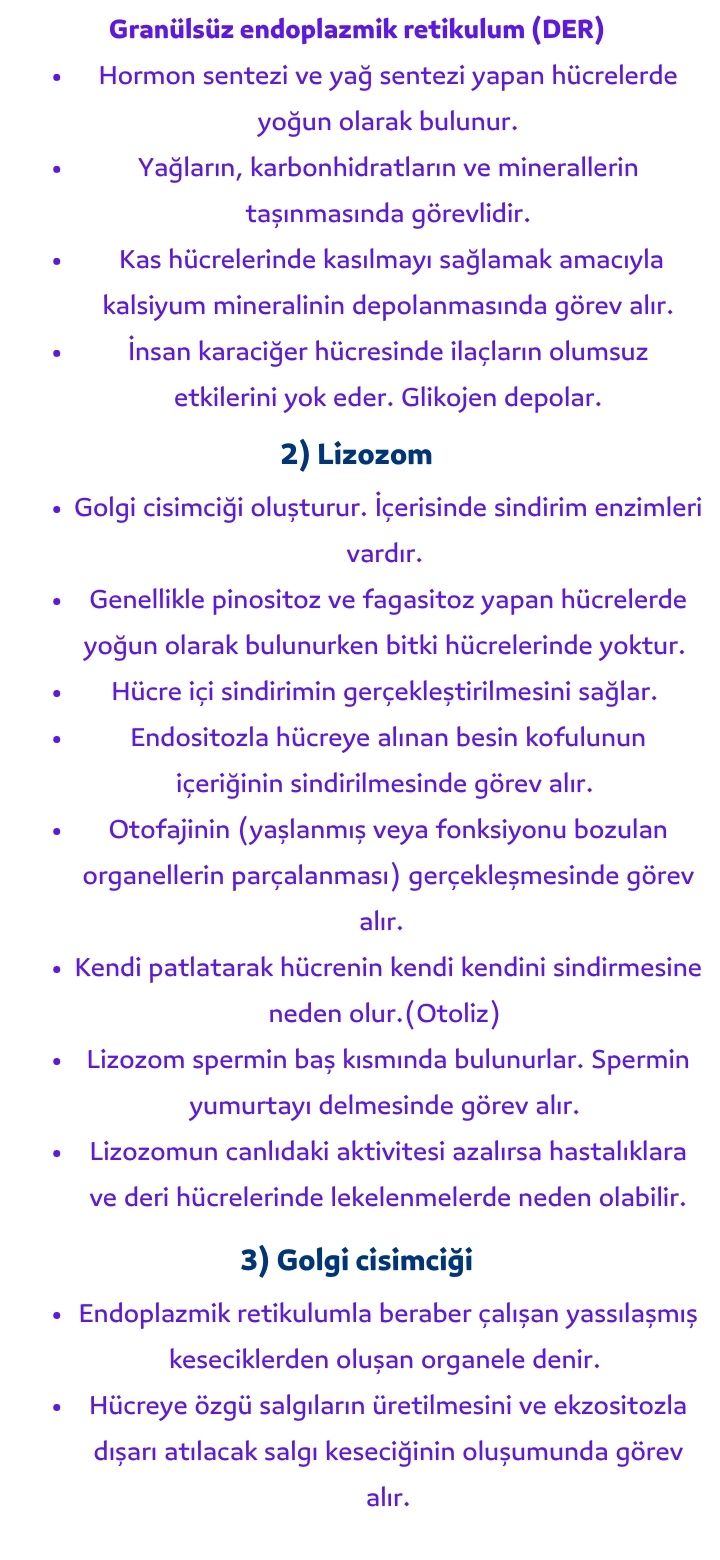 Granülsüz endoplazmik retikulum (DER)
• Hormon sentezi ve yağ sentezi yapan hücrelerde
yoğun olarak bulunur.
• Yağların, karbonhidratların ve minerallerin
taşınmasında görevlidir.
• Kas hücrelerinde kasılmayı sağlamak amacıyla
kalsiyum mineralinin depolanmasında görev alır.
• İnsan karaciğer hücresinde ilaçların olumsuz
etkilerini yok eder. Glikojen depolar.
2) Lizozom
• Golgi cisimciği oluşturur. İçerisinde sindirim enzimleri
vardır.
• Genellikle pinositoz ve fagasitoz yapan hücrelerde
yoğun olarak bulunurken bitki hücrelerinde yoktur.
• Hücre içi sindirimin gerçekleştirilmesini sağlar.
• Endositozla hücreye alınan besin kofulunun
içeriğinin sindirilmesinde görev alır.
• Otofajinin (yaşlanmış veya fonksiyonu bozulan
organellerin parçalanması) gerçekleşmesinde görev
alır.
• Kendi patlatarak hücrenin kendi kendini sindirmesine
neden olur.(Otoliz)
• Lizozom spermin baş kısmında bulunurlar. Spermin
yumurtayı delmesinde görev alır.
• Lizozomun canlıdaki aktivitesi azalırsa hastalıklara
ve deri hücrelerinde lekelenmelerde neden olabilir.
3) Golgi cisimciği
• Endoplazmik retikulumla beraber çalışan yassılaşmış
keseciklerden oluşan organele denir.
• Hücreye özgü salgıların üretilmesini ve ekzositozla
dışarı atılacak salgı keseciğinin oluşumunda görev
alır.